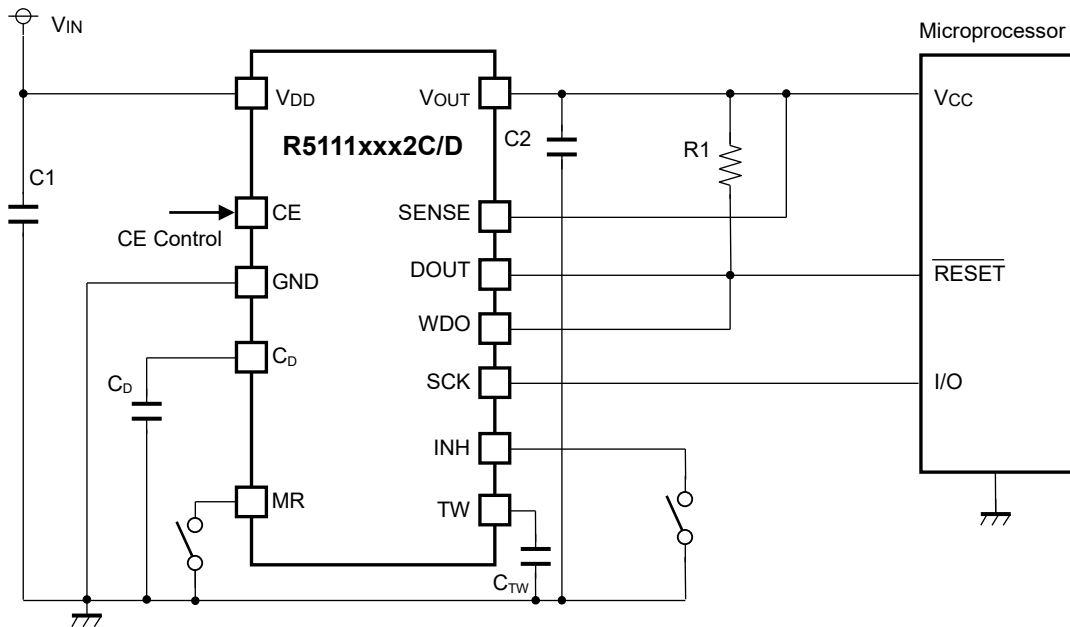 VIN
Microprocessor
VDD
VOUT
VCC
R5111xxx2C/D
C2
R1
C1
CE
CE Control
SENSE
GND
DOUT
RESET
WDO
CD
CD
SCK
I/O
INH
MR
TW
CTW